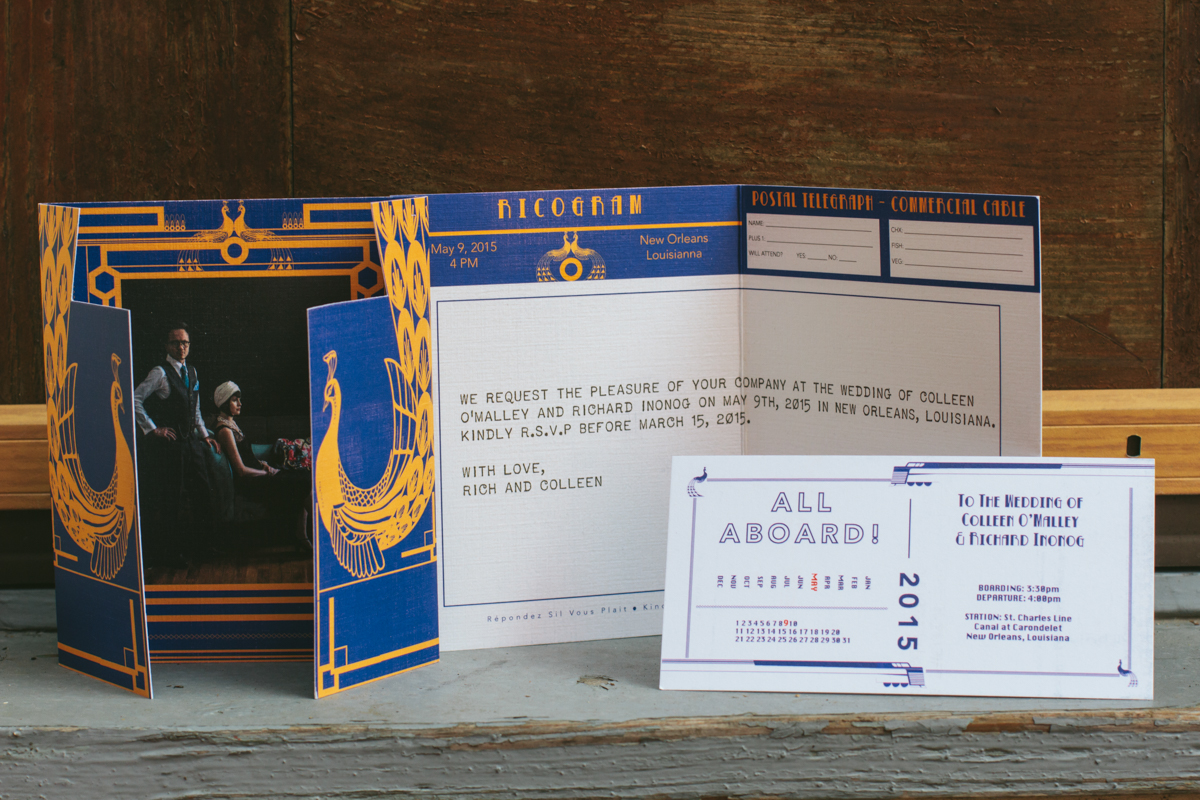 RICOGRAM
May 9, 2015
4 PM
New Orleans
Louisianna
POSTAL TELEGRAPH - COMMERCIAL CABLE
NAME:
PLUS 1:
WILL ATTEND? YES: NO:
CHX:
FISH:
VEG:
WE REQUEST THE PLEASURE OF YOUR COMPANY AT THE WEDDING OF COLLEEN
O'MALLEY AND RICHARD INONOG ON MAY 9TH, 2015 IN NEW ORLEANS, LOUISIANA.
KINDLY R.S.V.P BEFORE MARCH 15, 2015.
WITH LOVE,
RICH AND COLLEEN
Répondez Sil Vous Plait •
ALL
ABOARD!
DEC NOV OCT SEP AUG JUL JUN MAY APR MAR FEB JAN
1 2 3 4 5 6 7 8 9 10
11 12 13 14 15 16 17 18 19 20
21 22 23 24 25 26 27 28 29 30 31
2015
To The Wedding of
Colleen O'Malley
& Richard Inonog
BOARDING: 3:30pm
DEPARTURE: 4:00pm
STATION: St. Charles Line
Canal at Carondelet
New Orleans, Louisiana